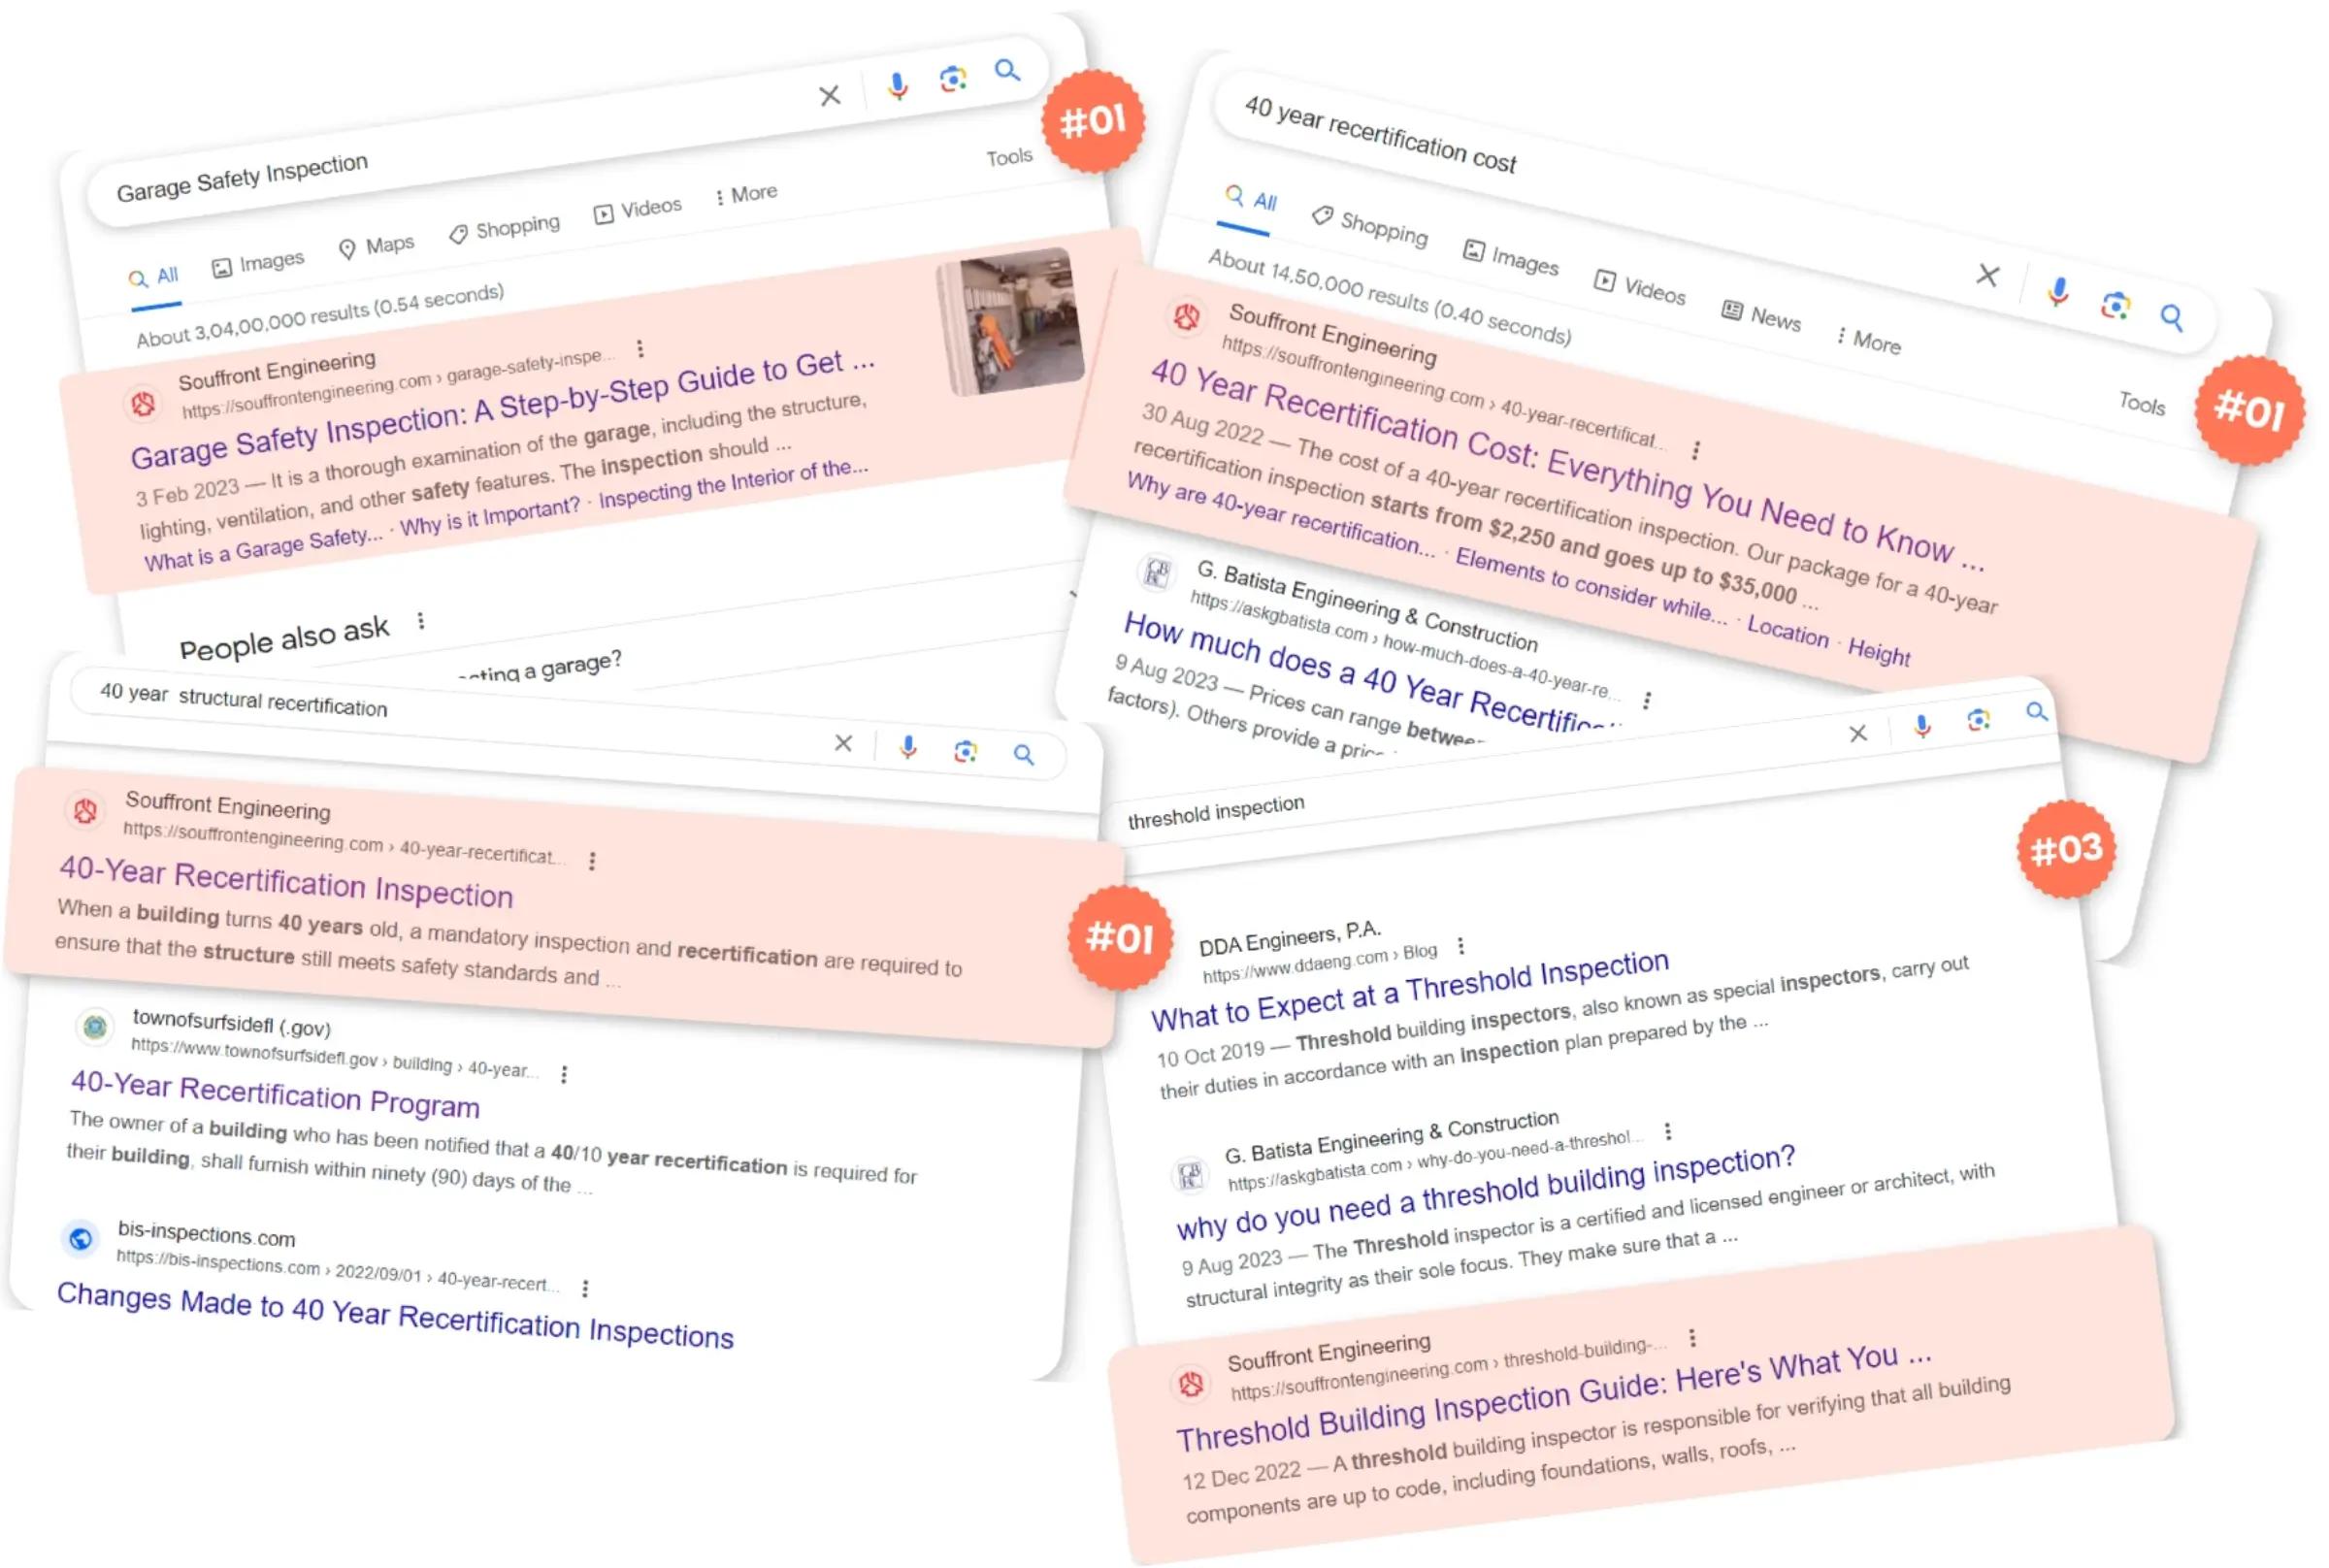 Garage Safety Inspection
#01
All
Images
Maps
Shopping
Videos
More
Tools
About 3,04,00,000 results (0.54 seconds)
Souffront Engineering
https://souffrontengineering.com › garage-safety-inspe...
Garage Safety Inspection: A Step-by-Step Guide to Get ...
3 Feb 2023 — It is a thorough examination of the garage, including the structure,
lighting, ventilation, and other safety features. The inspection should ...
What is a Garage Safety... · Why is it Important? · Inspecting the Interior of the...
People also ask
a garage?
40 year recertification cost
All
Shopping
Images
Videos
News
More
Tools
#01
About 14,50,000 results (0.40 seconds)
Souffront Engineering
https://souffrontengineering.com › 40-year-recertificat...
40 Year Recertification Cost: Everything You Need to Know ...
30 Aug 2022 — The cost of a 40-year recertification inspection. Our package for a 40-year
recertification inspection starts from $2,250 and goes up to $35,000 ...
Why are 40-year recertification... · Elements to consider while... · Location · Height
G. Batista Engineering & Construction
https://askgbatista.com › how-much-does-a-40-year-re...
How much does a 40 Year
9 Aug 2023 — Prices can range
factors). Others provide a
40 year structural recertification
Souffront Engineering
https://souffrontengineering.com › 40-year-recertificat...
40-Year Recertification Inspection
When a building turns 40 years old, a mandatory inspection and recertification are required to
ensure that the structure still meets safety standards and ...
#01
townofsurfsidefl (.gov)
https://www.townofsurfsidefl.gov › building › 40-year...
40-Year Recertification Program
The owner of a building who has been notified that a 40/10 year recertification is required for
their building, shall furnish within ninety (90) days of the ...
bis-inspections.com
https://bis-inspections.com › 2022/09/01 › 40-year-recert...
Changes Made to 40 Year Recertification Inspections
threshold inspection
#03
DDA Engineers, P.A.
https://www.ddaeng.com › Blog
What to Expect at a Threshold Inspection
10 Oct 2019 — Threshold building inspectors, also known as special inspectors, carry out
their duties in accordance with an inspection plan prepared by the ...
G. Batista Engineering & Construction
https://askgbatista.com › why-do-you-need-a-threshol...
why do you need a threshold building inspection?
9 Aug 2023 — The Threshold inspector is a certified and licensed engineer or architect, with
structural integrity as their sole focus. They make sure that a ...
Souffront Engineering
https://souffrontengineering.com › threshold-building-...
Threshold Building Inspection Guide: Here's What You ...
12 Dec 2022 — A threshold building inspector is responsible for verifying that all building
components are up to code, including foundations, walls, roofs, ...